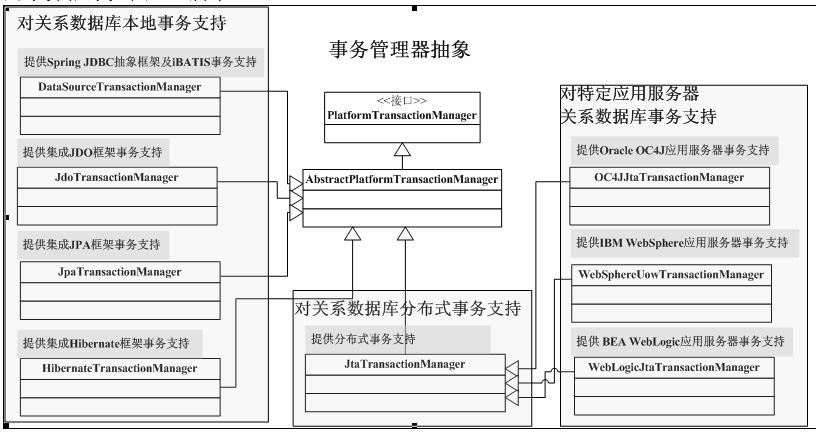 对关系数据库本地事务支持
提供Spring JDBC抽象框架及iBATIS事务支持
DataSourceTransactionManager
提供集成JDO框架事务支持
JdoTransactionManager
提供集成JPA框架事务支持
JpaTransactionManager
提供集成Hibernate框架事务支持
HibernateTransactionManager
事务管理器抽象
<<接口>>
PlatformTransactionManager
AbstractPlatformTransactionManager
对关系数据库分布式事务支持
提供分布式事务支持
JtaTransactionManager
对特定应用服务器
关系数据库事务支持
提供Oracle OC4J应用服务器事务支持
OC4JJtaTransactionManager
提供IBM WebSphere应用服务器事务支持
WebSphereUowTransactionManager
提供 BEA WebLogic应用服务器事务支持
WebLogicJtaTransactionManager